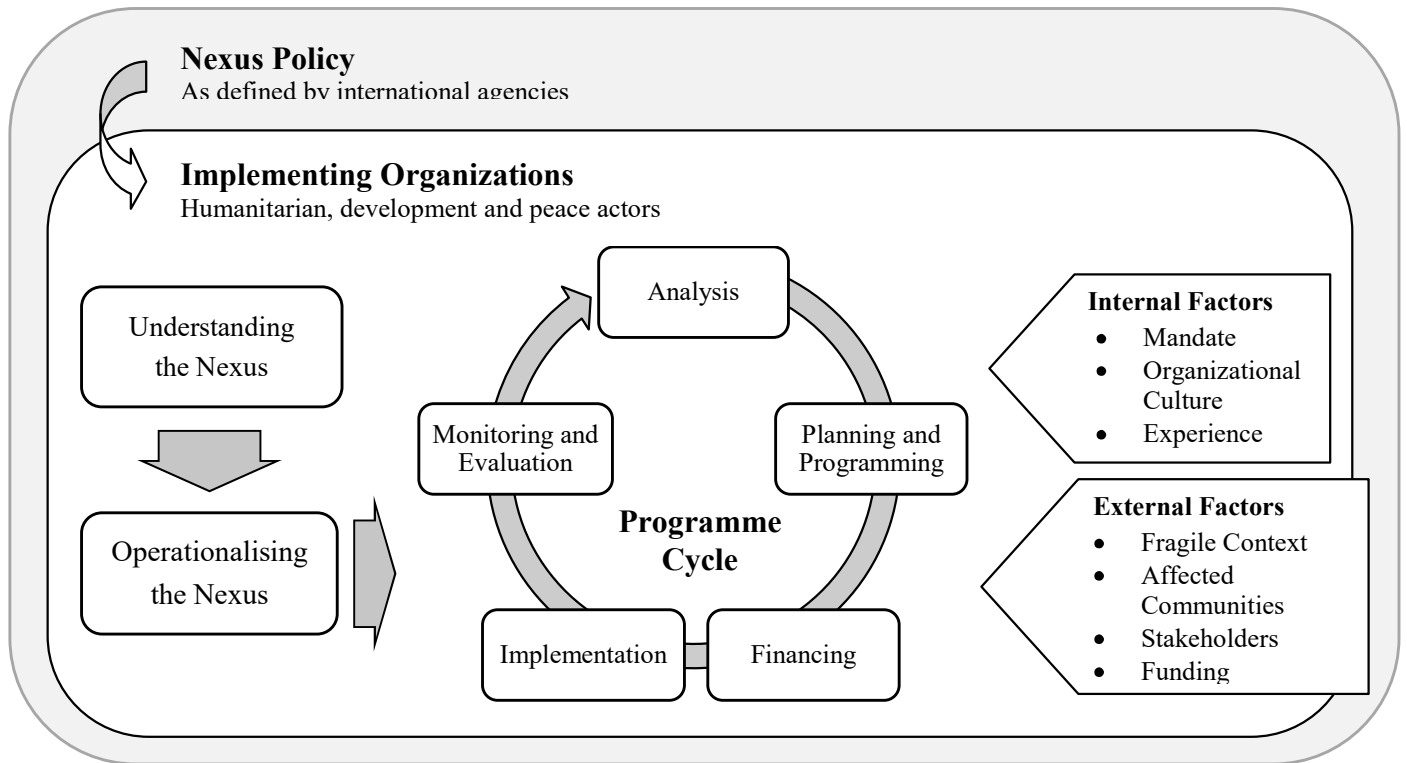 Nexus Policy
As defined by international agencies
Implementing Organizations
Humanitarian, development and peace actors
Understanding
the Nexus
Operationalising
the Nexus
Analysis
Planning and
Programming
Financing
Implementation
Monitoring and
Evaluation
Programme
Cycle
Internal Factors
• Mandate
• Organizational
Culture
• Experience
External Factors
• Fragile Context
• Affected
Communities
• Stakeholders
• Funding